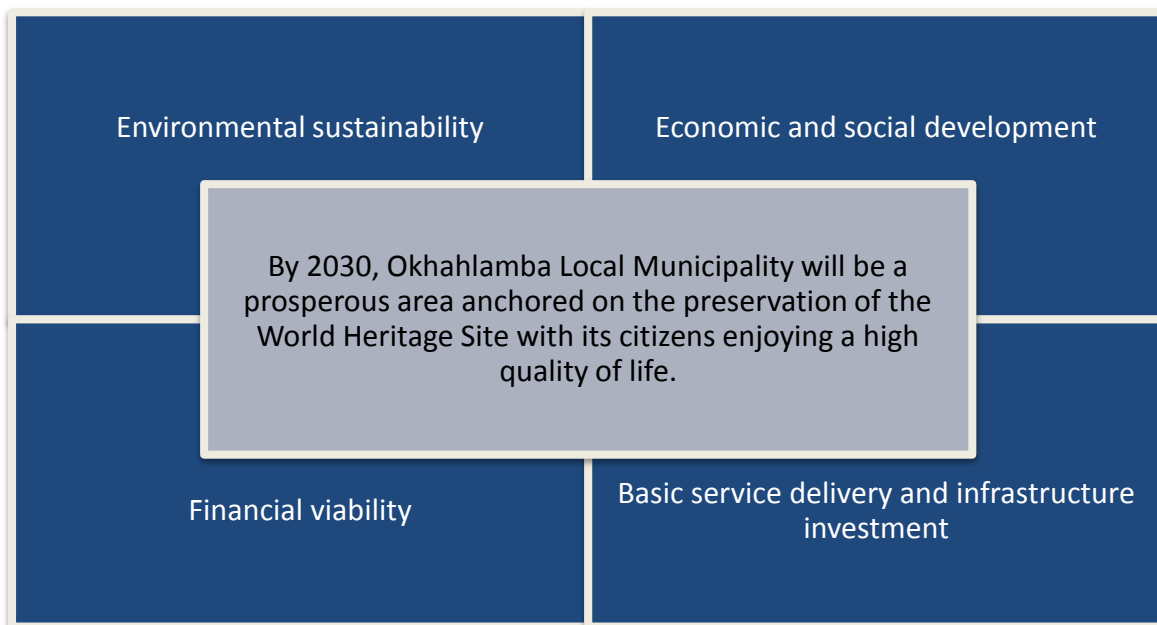 Environmental sustainability
Economic and social development
By 2030, Okhahlamba Local Municipality will be a
prosperous area anchored on the preservation of the
World Heritage Site with its citizens enjoying a high
quality of life.
Financial viability
Basic service delivery and infrastructure
investment